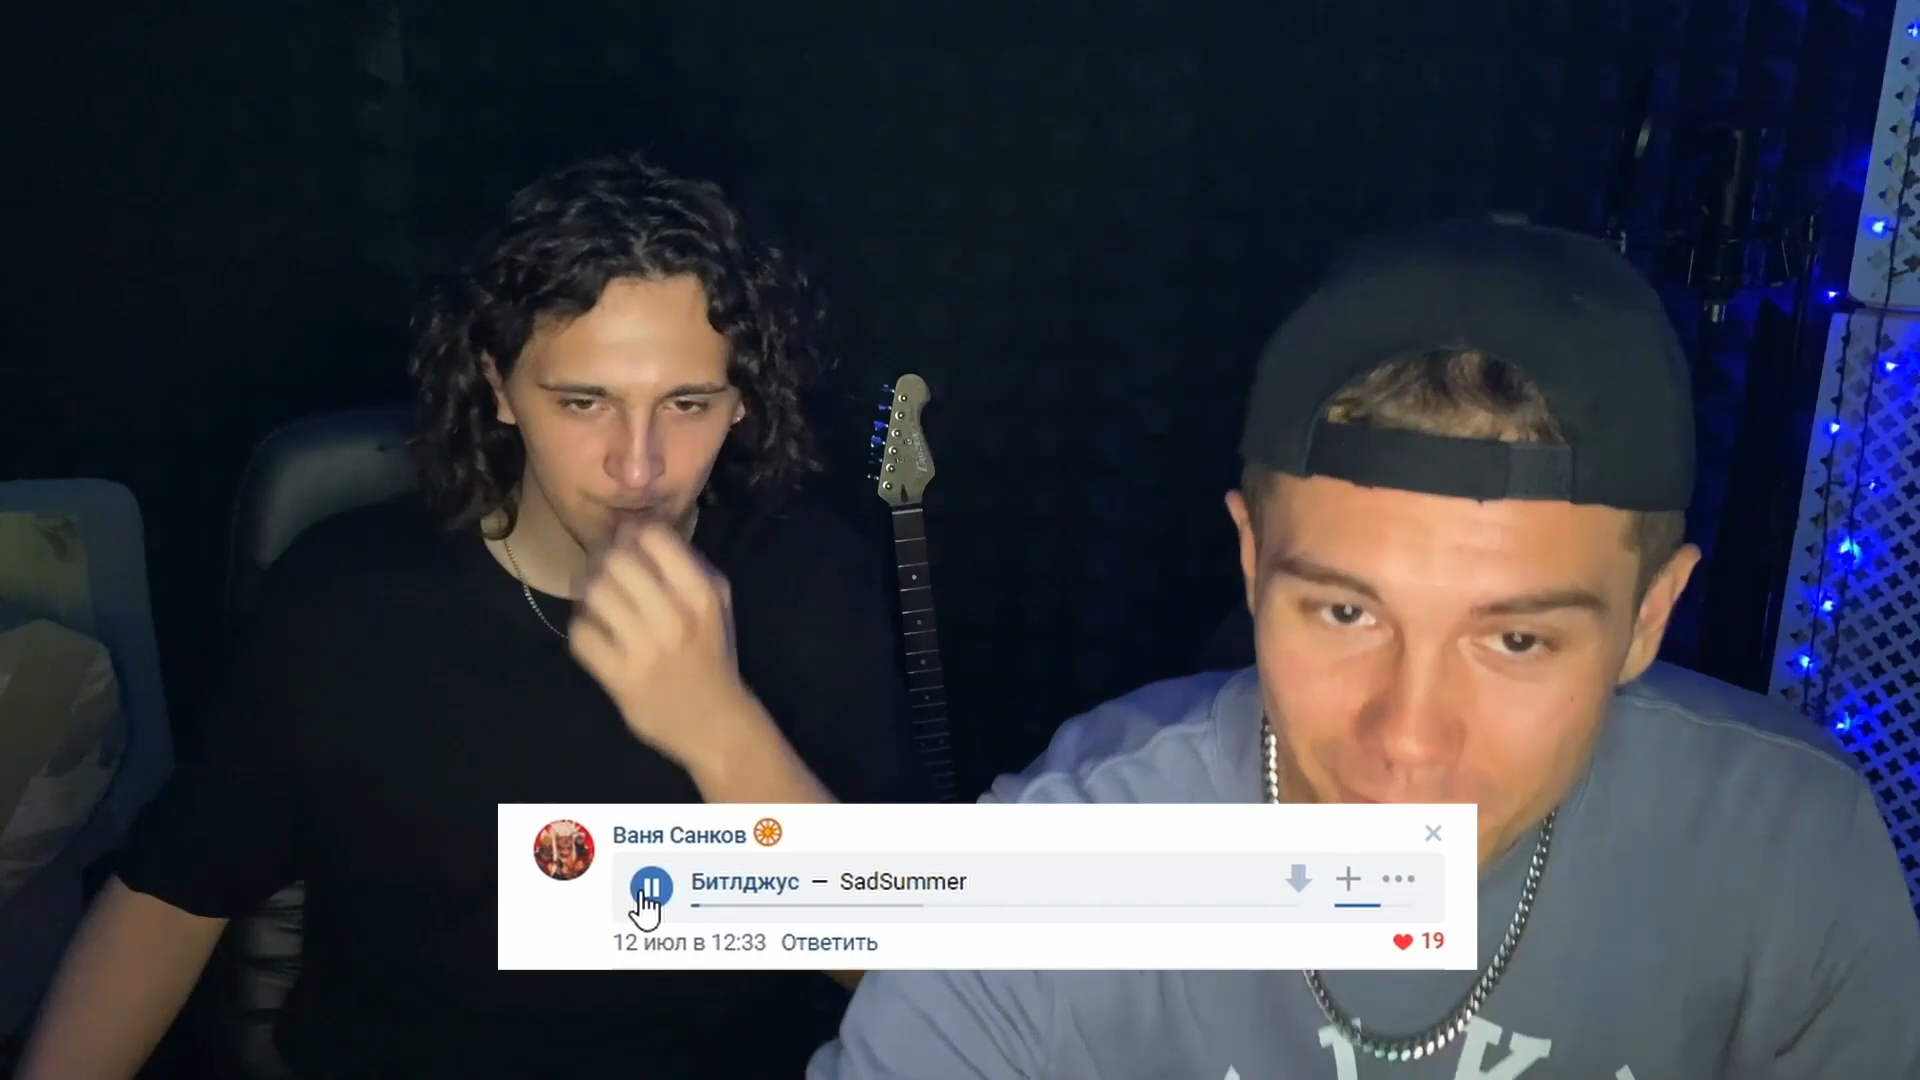 Ваня Санков
Битлджус — SadSummer
12 июл в 12:33 Ответить
19